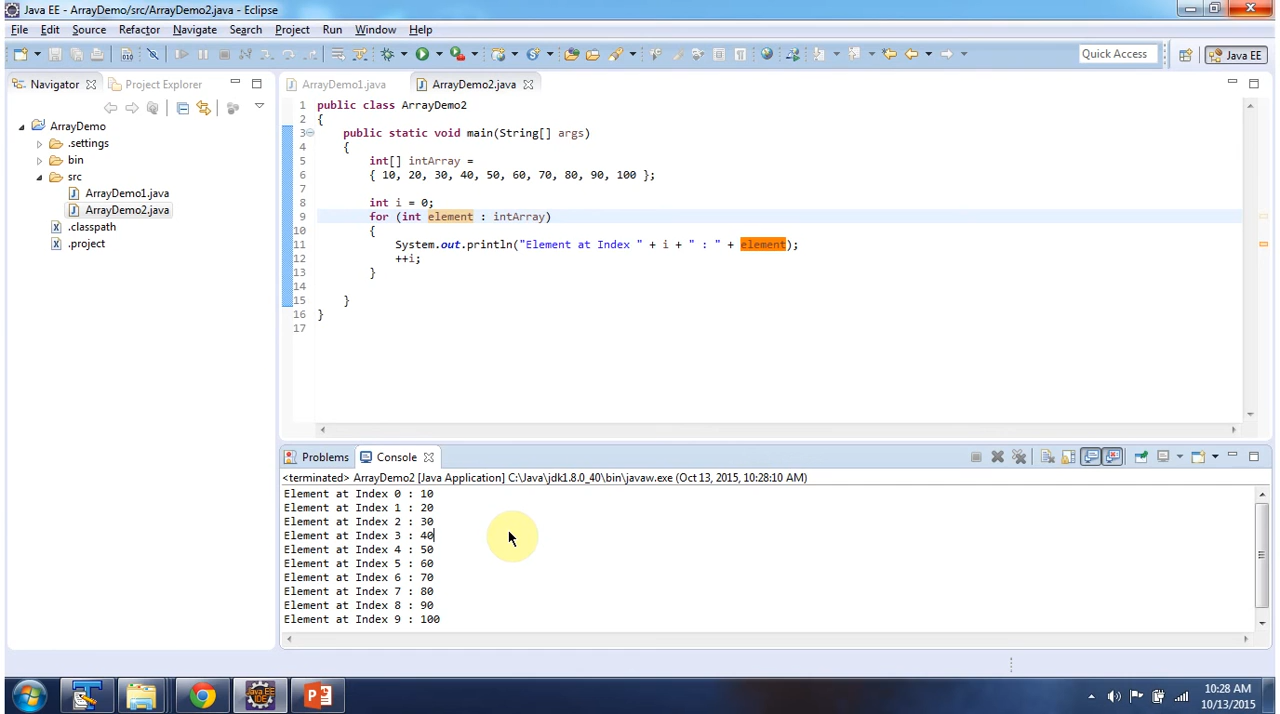 Java EE - ArrayDemo/src/ArrayDemo2.java - Eclipse
File Edit Source Refactor Navigate Search Project Run Window Help
Quick Access Java EE
Navigator Project Explorer
ArrayDemo
.settings
bin
src
ArrayDemo1.java
ArrayDemo2.java
.classpath
.project
ArrayDemo1.java ArrayDemo2.java
1 public class ArrayDemo2
2 {
3 public static void main(String[] args)
4 {
5 int[] intArray =
6 { 10, 20, 30, 40, 50, 60, 70, 80, 90, 100 };
7
8 int i = 0;
9 for (int element : intArray)
10 {
11 System.out.println("Element at Index " + i + " : " + element);
12 ++i;
13 }
14
15 }
16 }
17
Problems Console
<terminated> ArrayDemo2 [Java Application] C:\Java\jdk1.8.0_40\bin\javaw.exe (Oct 13, 2015, 10:28:10 AM)
Element at Index 0 : 10
Element at Index 1 : 20
Element at Index 2 : 30
Element at Index 3 : 40
Element at Index 4 : 50
Element at Index 5 : 60
Element at Index 6 : 70
Element at Index 7 : 80
Element at Index 8 : 90
Element at Index 9 : 100
Java EE
IDE
10:28 AM
10/13/2015